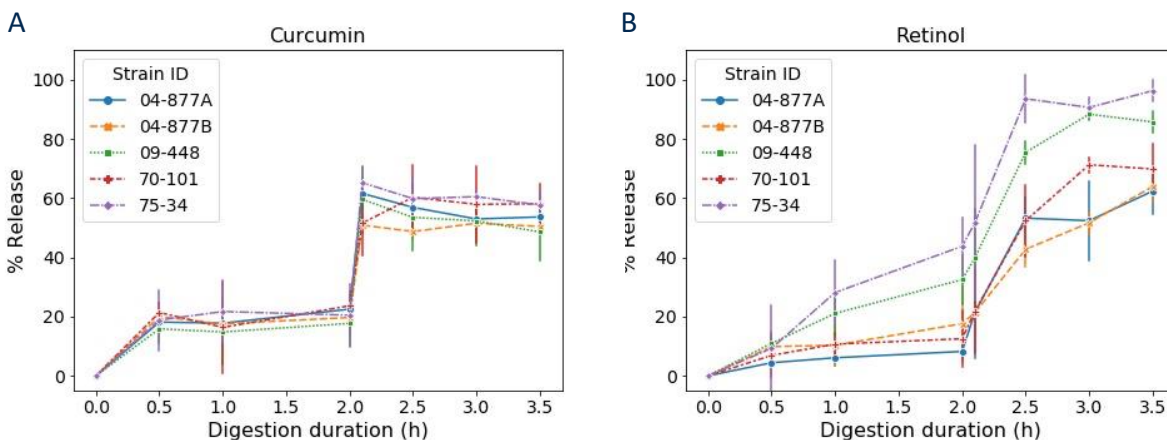 A
Curcumin
% Release
100
80
60
40
20
0
Strain ID
04-877A
04-877B
09-448
70-101
75-34
0.0 0.5 1.0 1.5 2.0 2.5 3.0 3.5
Digestion duration (h)
B
Retinol
% Release
100
80
60
40
20
0
Strain ID
04-877A
04-877B
09-448
70-101
75-34
0.0 0.5 1.0 1.5 2.0 2.5 3.0 3.5
Digestion duration (h)